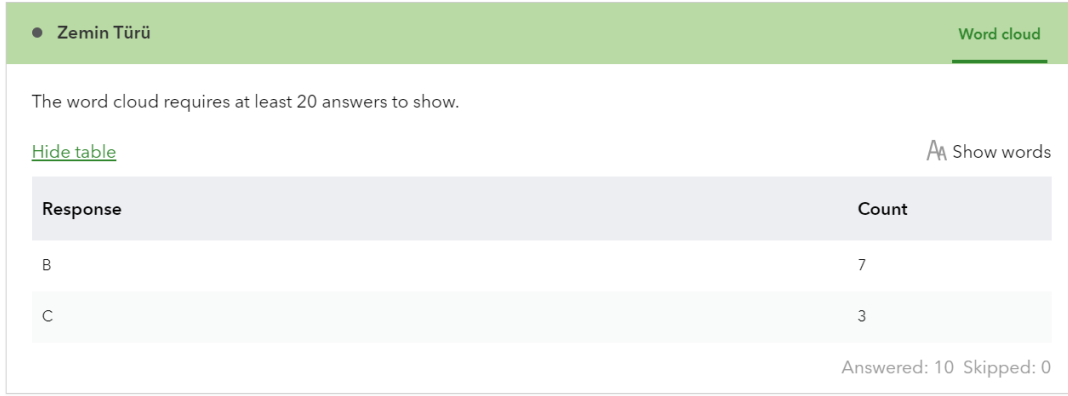 Zemin Türü
Word cloud
The word cloud requires at least 20 answers to show.
Hide table
AA Show words
Response Count
B 7
C 3
Answered: 10 Skipped: 0